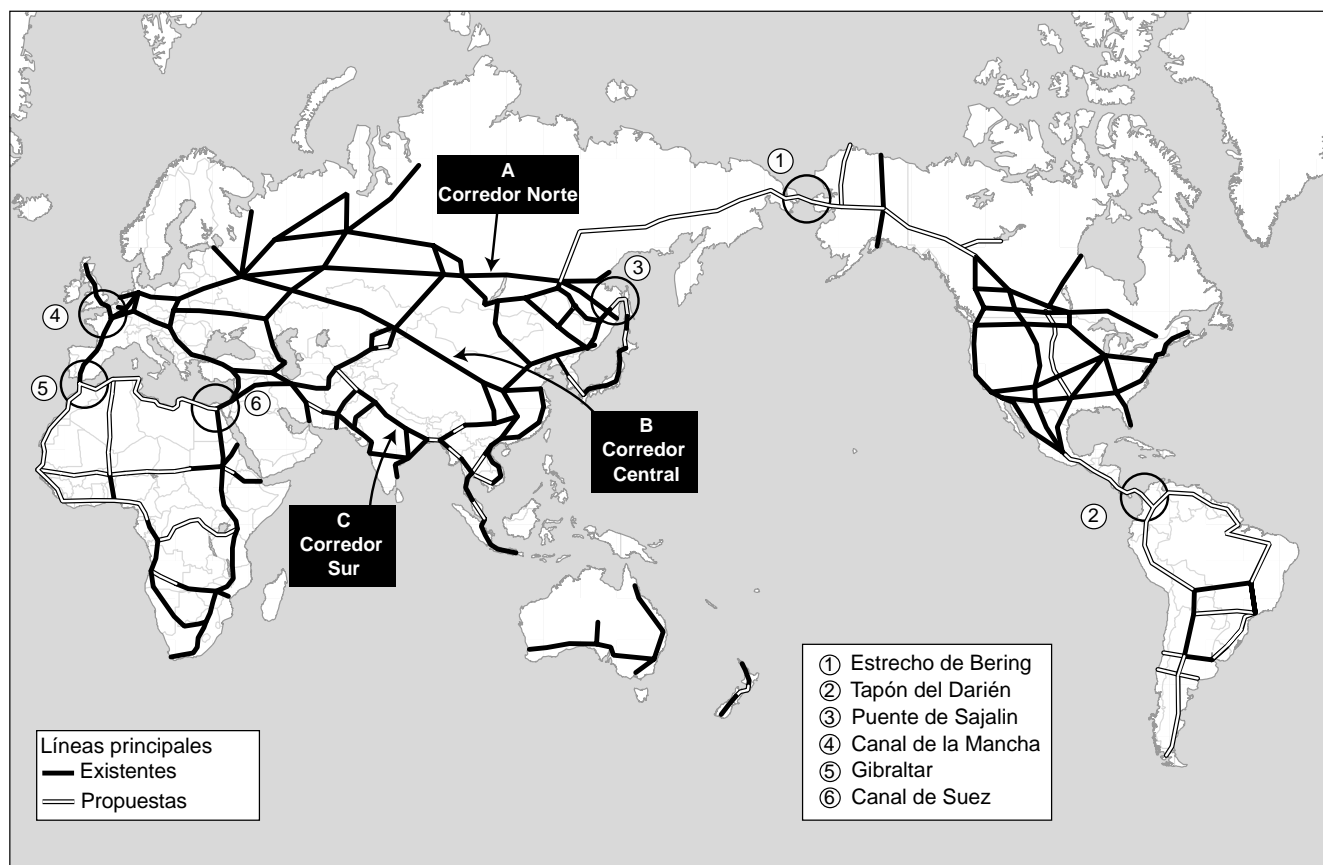 1
A
Corredor Norte
3
4
5
6
B
Corredor
Central
C
Corredor
Sur
2
Líneas principales
Existentes
Propuestas
1 Estrecho de Bering
2 Tapón del Darién
3 Puente de Sajalin
4 Canal de la Mancha
5 Gibraltar
6 Canal de Suez